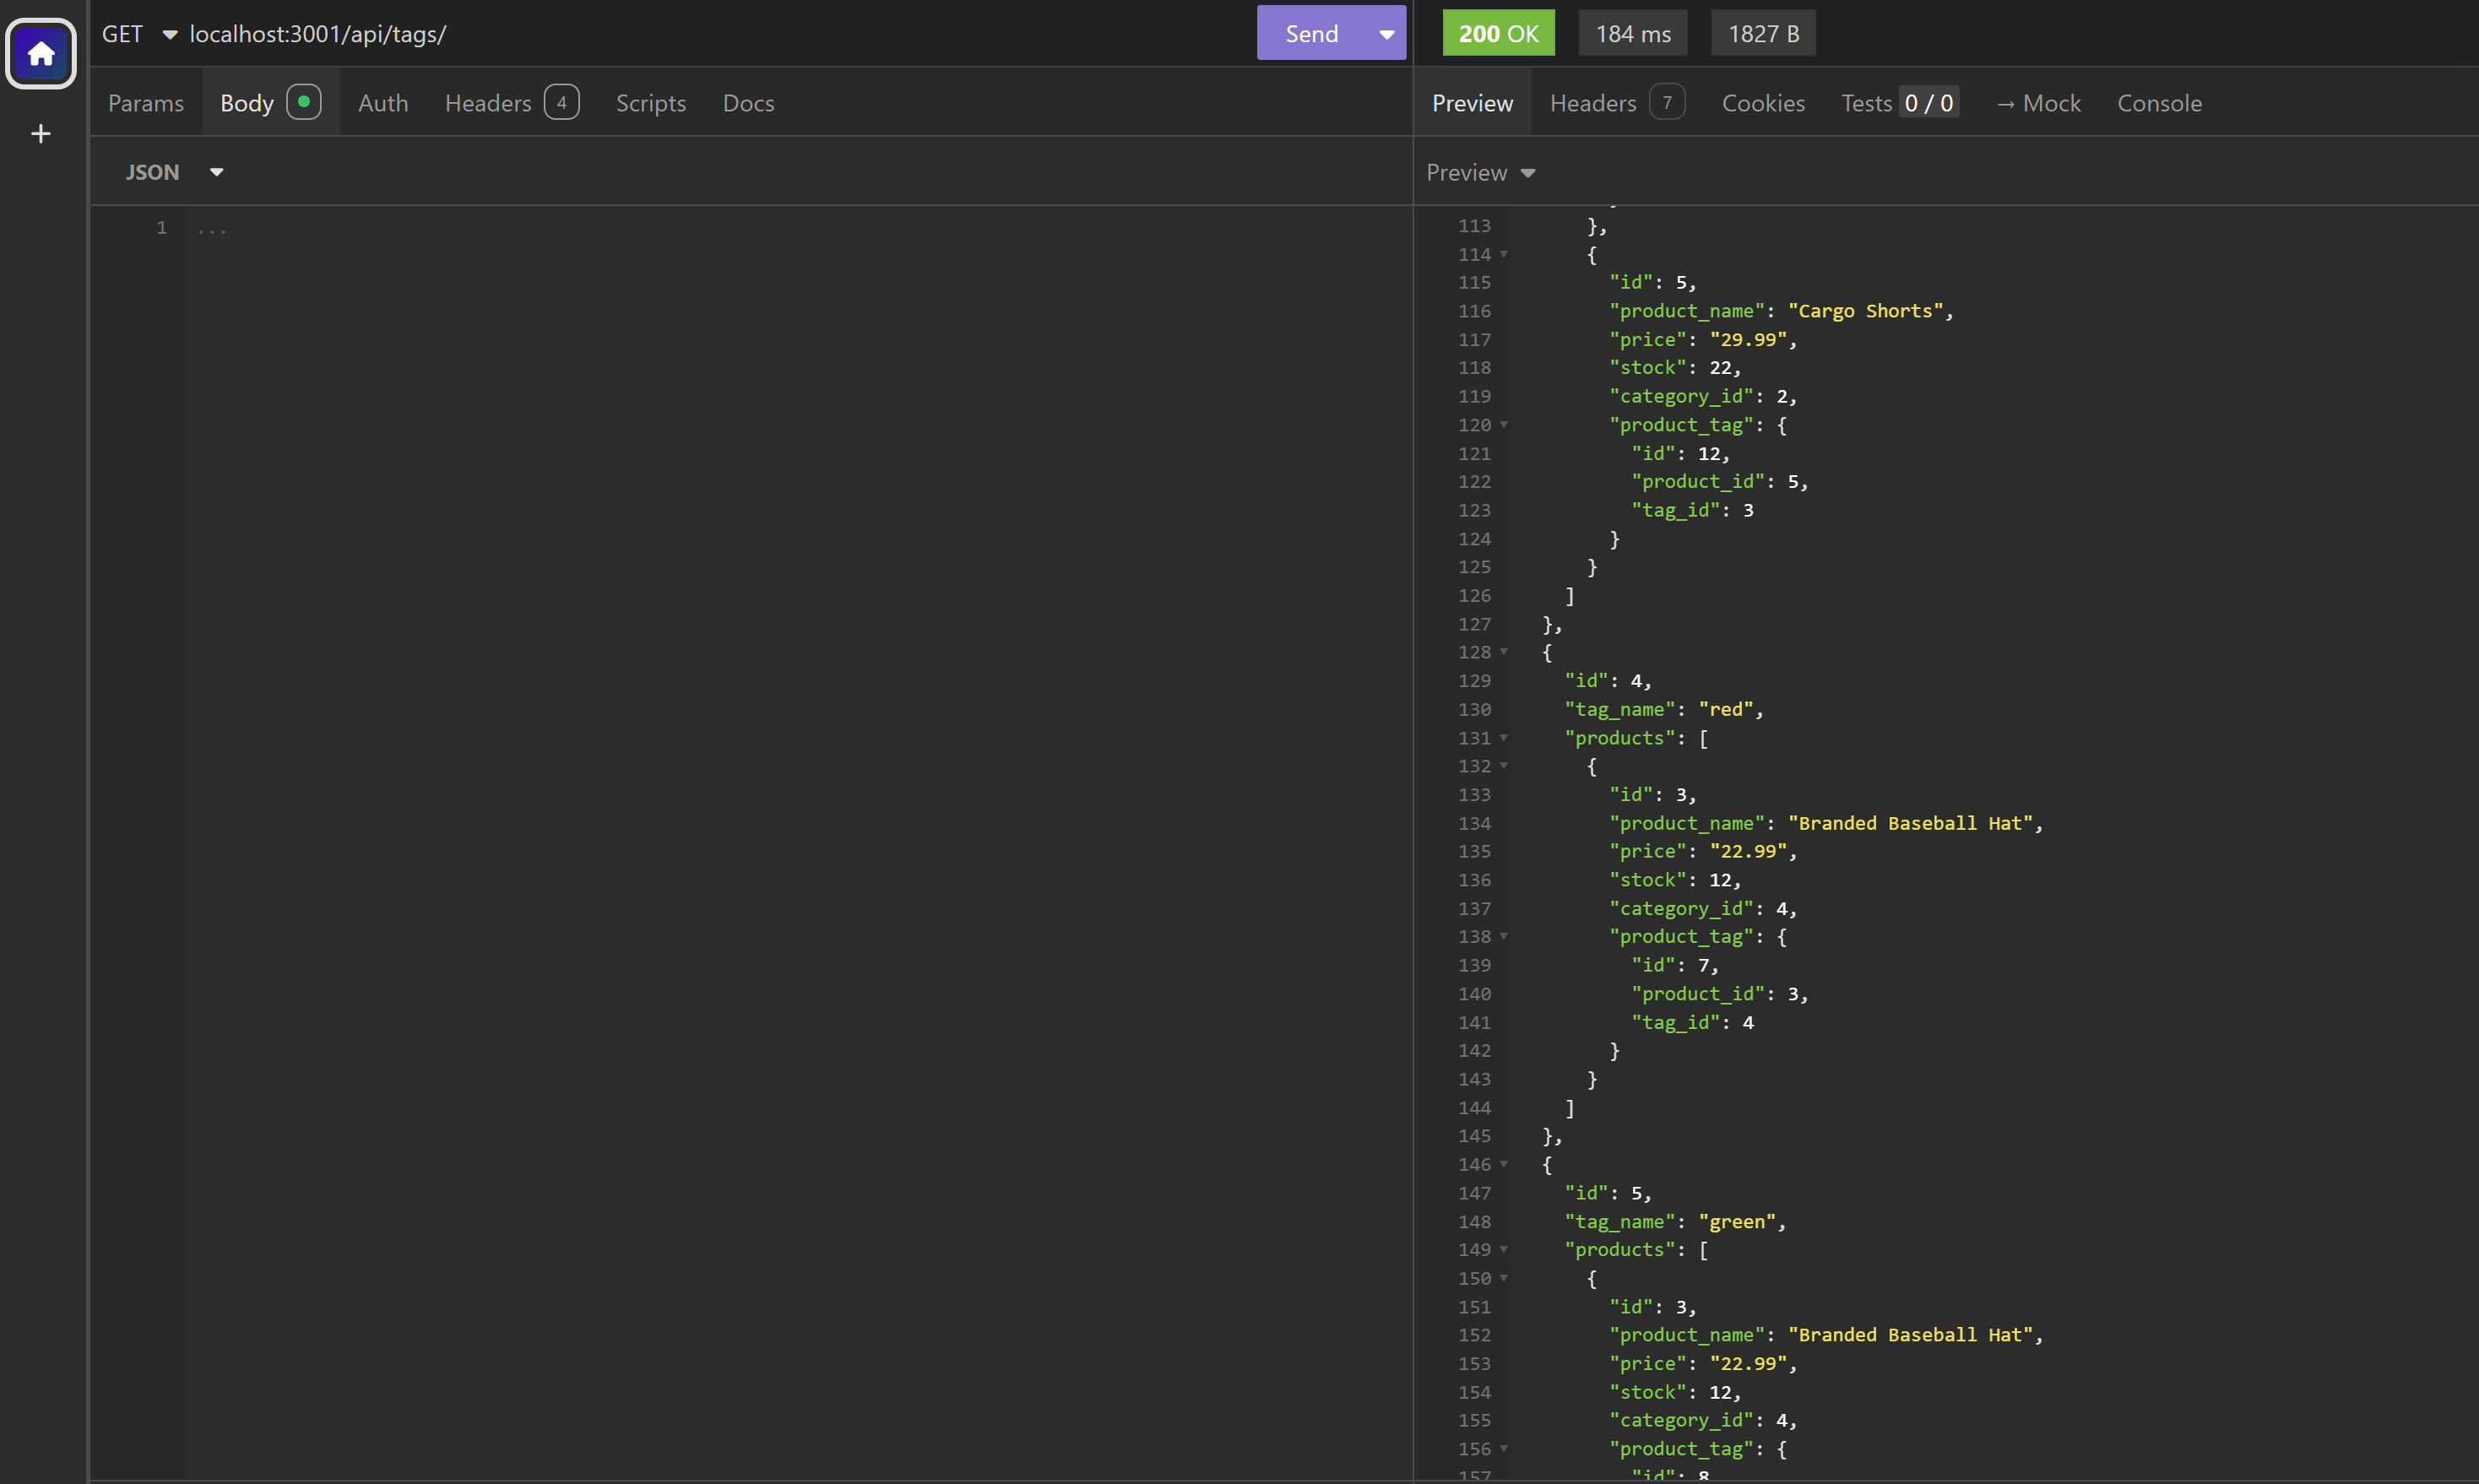 GET localhost:3001/api/tags/ Send
200 OK 184 ms 1827 B
Params Body Auth Headers 4 Scripts Docs
Preview Headers 7 Cookies Tests 0 / 0 → Mock Console
JSON
Preview
1 ...
113 },
114 {
115 "id": 5,
116 "product_name": "Cargo Shorts",
117 "price": "29.99",
118 "stock": 22,
119 "category_id": 2,
120 "product_tag": {
121 "id": 12,
122 "product_id": 5,
123 "tag_id": 3
124 }
125 }
126 ]
127 },
128 {
129 "id": 4,
130 "tag_name": "red",
131 "products": [
132 {
133 "id": 3,
134 "product_name": "Branded Baseball Hat",
135 "price": "22.99",
136 "stock": 12,
137 "category_id": 4,
138 "product_tag": {
139 "id": 7,
140 "product_id": 3,
141 "tag_id": 4
142 }
143 }
144 ]
145 },
146 {
147 "id": 5,
148 "tag_name": "green",
149 "products": [
150 {
151 "id": 3,
152 "product_name": "Branded Baseball Hat",
153 "price": "22.99",
154 "stock": 12,
155 "category_id": 4,
156 "product_tag": {
157 "id": 8